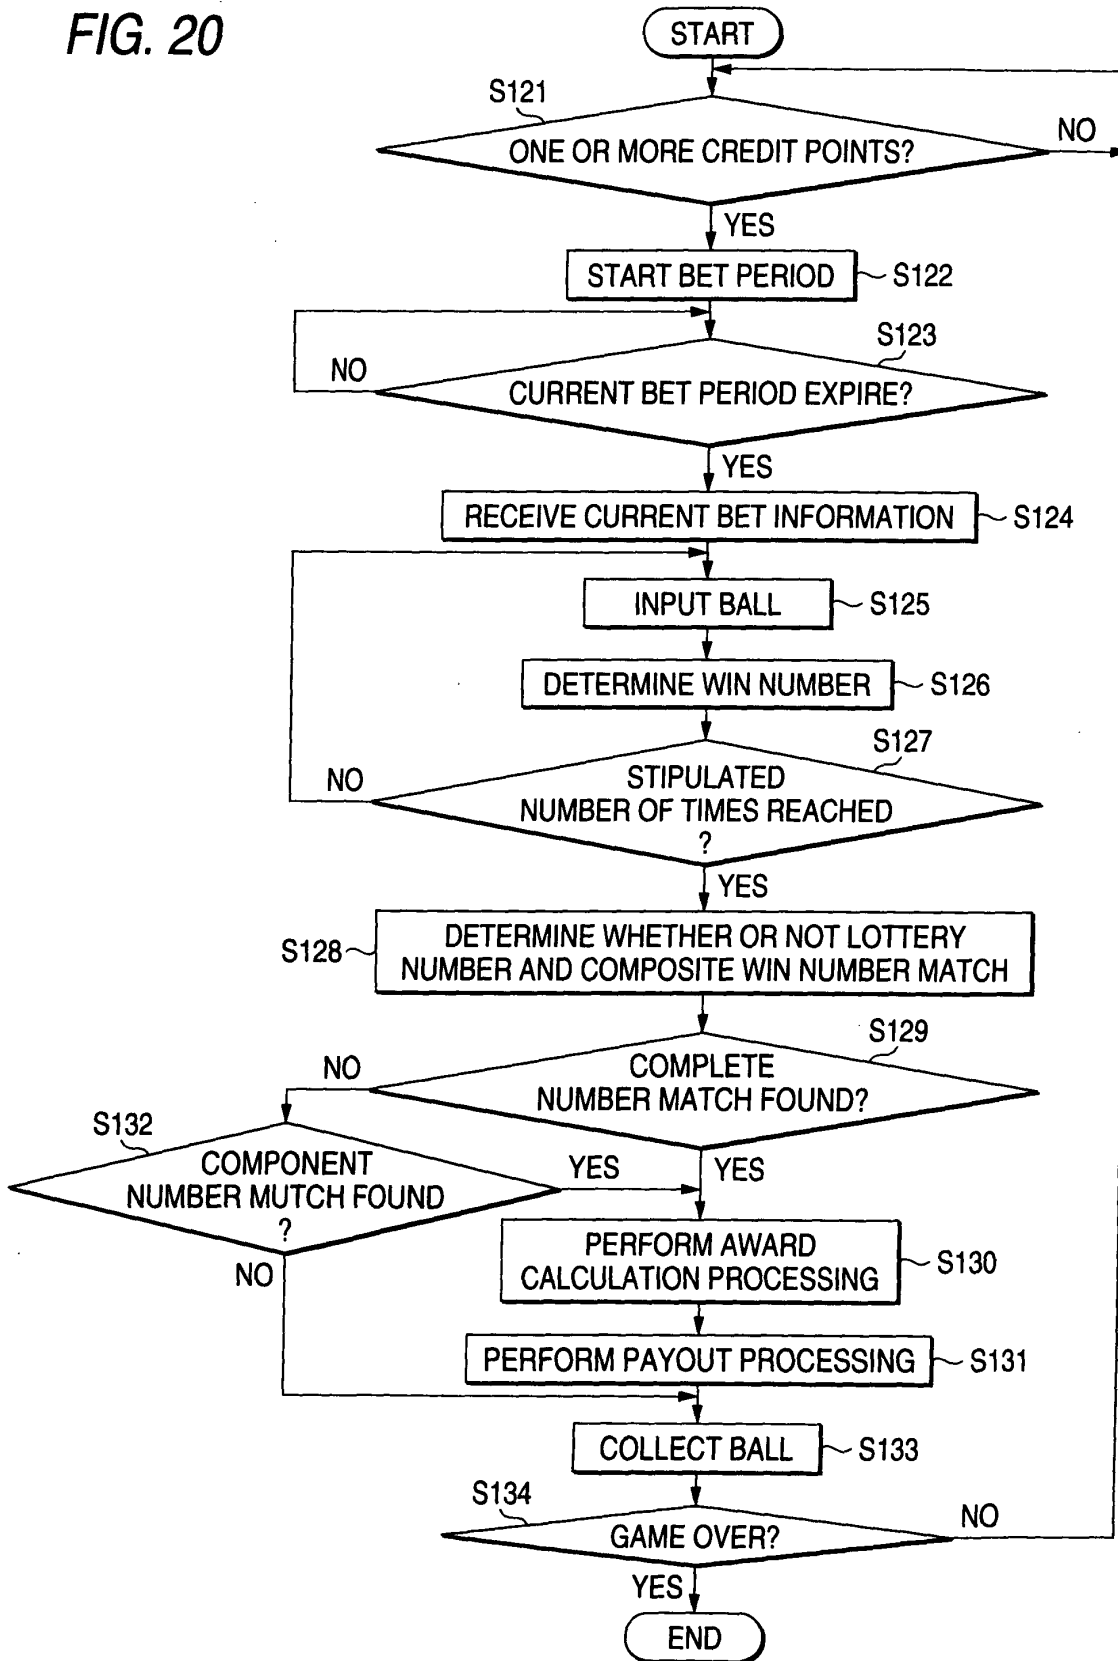 FIG. 20
START
S121
ONE OR MORE CREDIT POINTS?
NO
YES
START BET PERIOD
S122
S123
NO
CURRENT BET PERIOD EXPIRE?
YES
RECEIVE CURRENT BET INFORMATION
S124
INPUT BALL
S125
DETERMINE WIN NUMBER
S126
S127
NO
STIPULATED
NUMBER OF TIMES REACHED
?
YES
S128
DETERMINE WHETHER OR NOT LOTTERY
NUMBER AND COMPOSITE WIN NUMBER MATCH
S129
NO
COMPLETE
NUMBER MATCH FOUND?
S132
COMPONENT
NUMBER MUTCH FOUND
?
YES
YES
NO
PERFORM AWARD
CALCULATION PROCESSING
S130
PERFORM PAYOUT PROCESSING
S131
COLLECT BALL
S133
S134
GAME OVER?
NO
YES
END